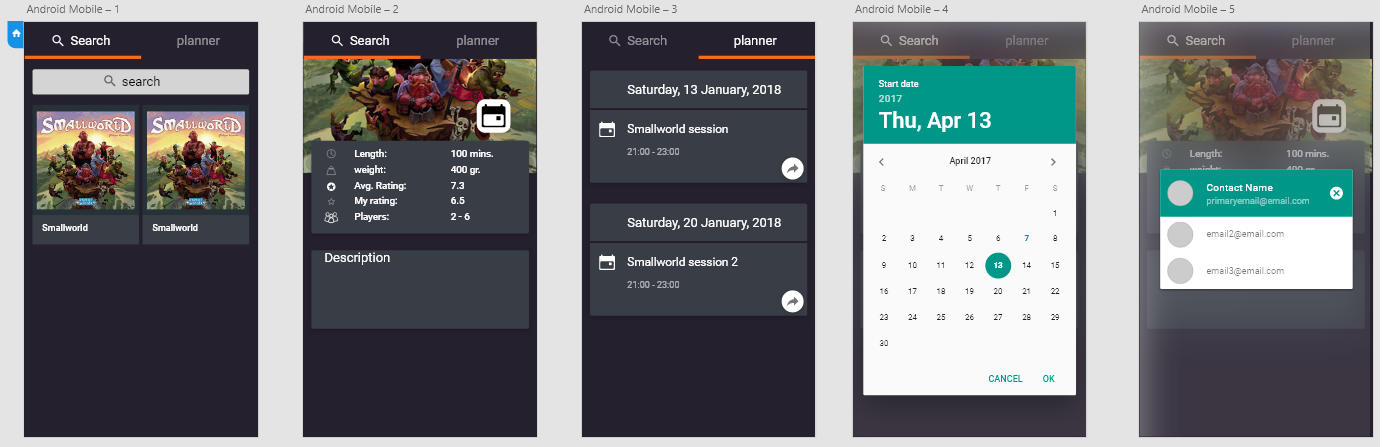 Android Mobile – 1
Search
planner
search
SMALLWORLD
SMALLWORLD
DAYS OF WONDER
DAYS OF WONDER
Smallworld
Smallworld
Android Mobile – 2
Search
planner
Length: 100 mins.
weight: 400 gr.
Avg. Rating: 7.3
My rating: 6.5
Players: 2 - 6
Description
Android Mobile – 3
Search
planner
Saturday, 13 January, 2018
Smallworld session
21:00 - 23:00
Saturday, 20 January, 2018
Smallworld session 2
21:00 - 23:00
Android Mobile – 4
Search
planner
Start date
2017
Thu, Apr 13
April 2017
S M T W T F S
1
2 3 4 5 6 7 8
9 10 11 12 13 14 15
16 17 18 19 20 21 22
23 24 25 26 27 28 29
30
CANCEL OK
Android Mobile – 5
Search
planner
Length: 100 mins.
weight: 400 gr.
Contact Name
primaryemail@email.com
email2@email.com
email3@email.com